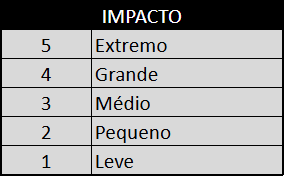 IMPACTO
5 Extremo
4 Grande
3 Médio
2 Pequeno
1 Leve